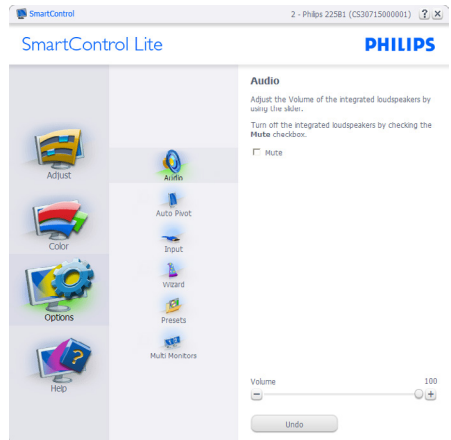 SmartControl
2 - Philips 225B1 (CS30715000001)
?
SmartControl Lite
PHILIPS
Adjust
Color
Options
Help
Audio
Auto Pivot
Input
Wizard
Presets
Multi Monitors
Audio
Adjust the Volume of the integrated loudspeakers by
using the slider.
Turn off the integrated loudspeakers by checking the
Mute checkbox.
Mute
Volume
100
Undo